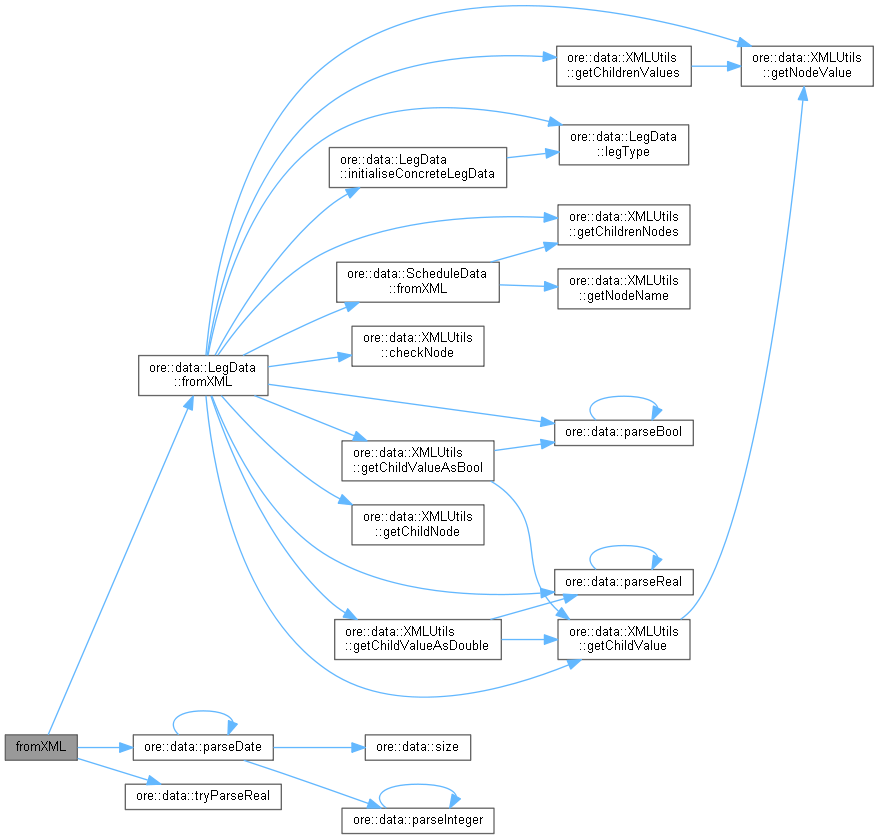 ore::data::XMLUtils
::getChildrenValues
ore::data::XMLUtils
::getNodeValue
ore::data::LegData
::legType
ore::data::LegData
::initialiseConcreteLegData
ore::data::XMLUtils
::getChildrenNodes
ore::data::ScheduleData
::fromXML
ore::data::XMLUtils
::getNodeName
ore::data::XMLUtils
::checkNode
ore::data::LegData
::fromXML
ore::data::parseBool
ore::data::XMLUtils
::getChildValueAsBool
ore::data::XMLUtils
::getChildNode
ore::data::parseReal
ore::data::XMLUtils
::getChildValueAsDouble
ore::data::XMLUtils
::getChildValue
fromXML
ore::data::parseDate
ore::data::size
ore::data::tryParseReal
ore::data::parseInteger